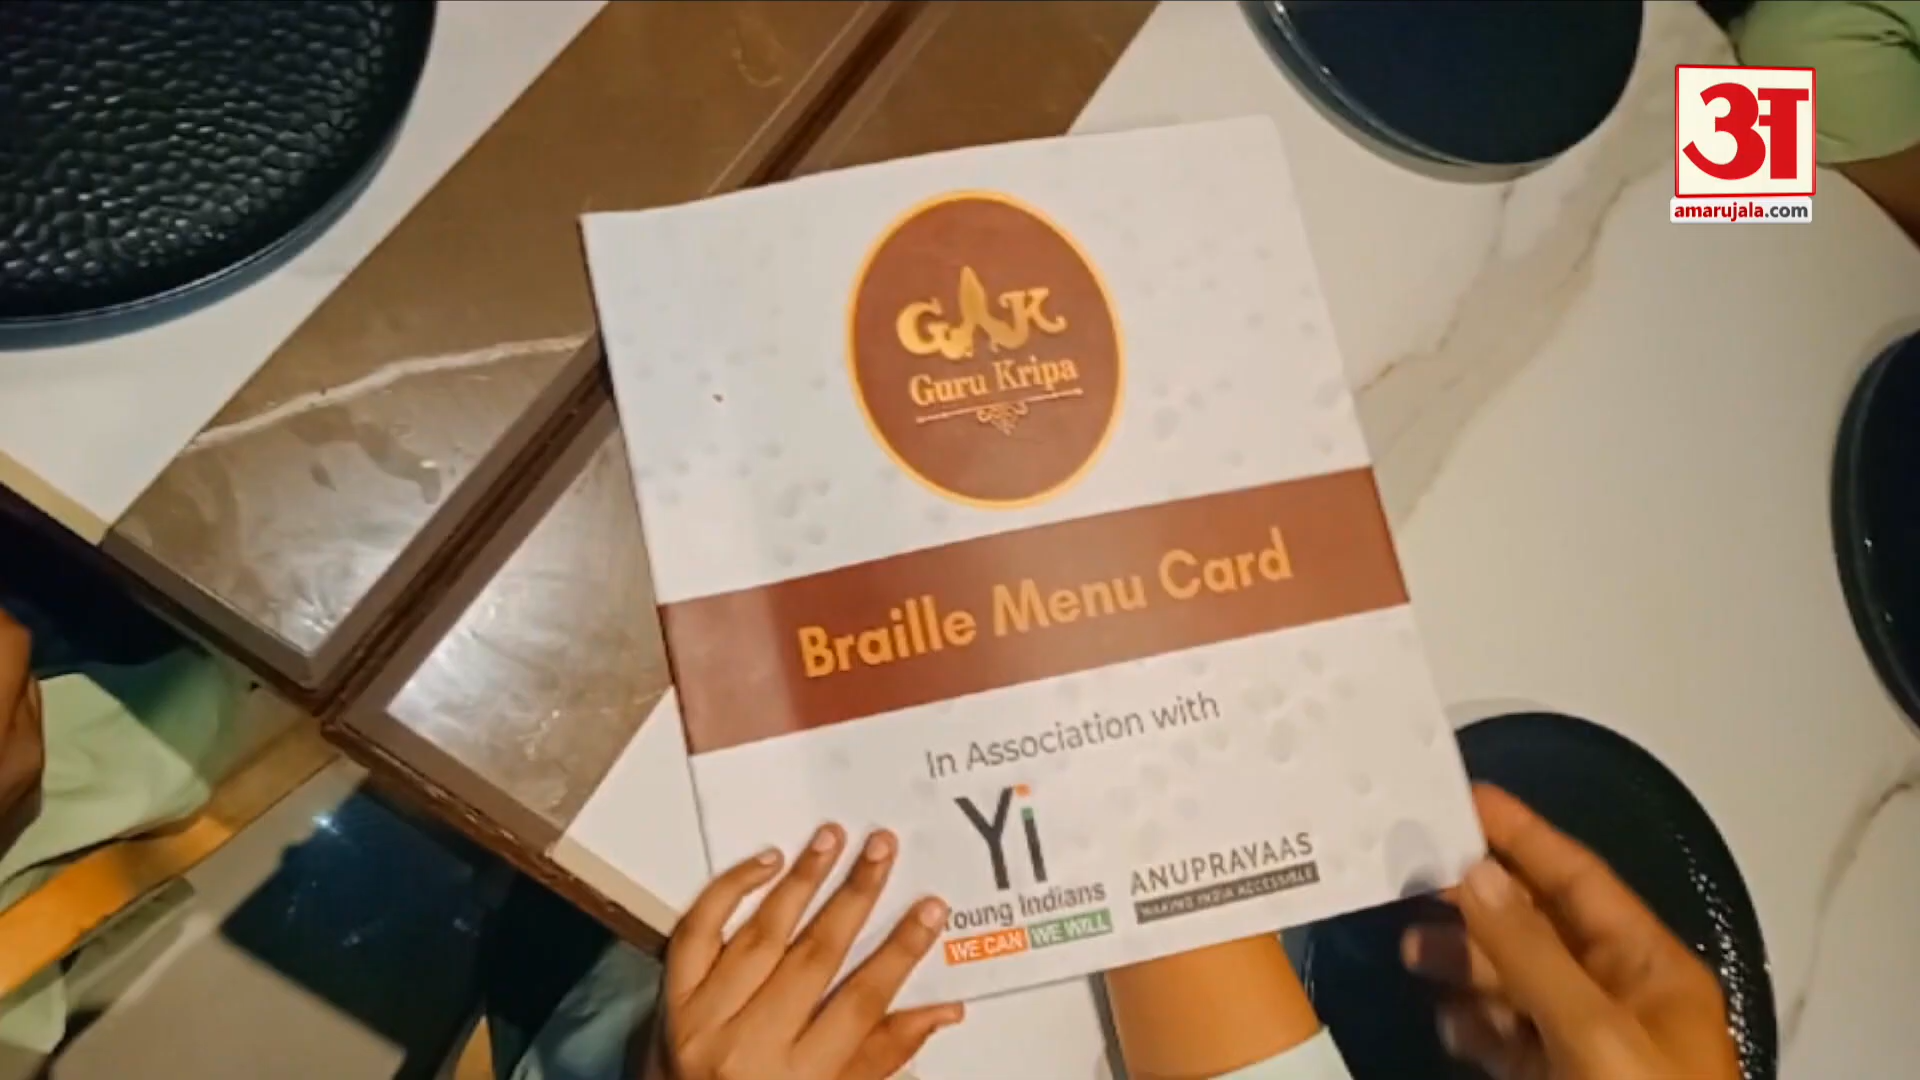 अ
amarujala.com
GK
Guru Kripa
Braille Menu Card
In Association with
Yi
Young Indians
WE CAN WE WILL
ANUPRAYAAS
MAKING INDIA ACCESSIBLE